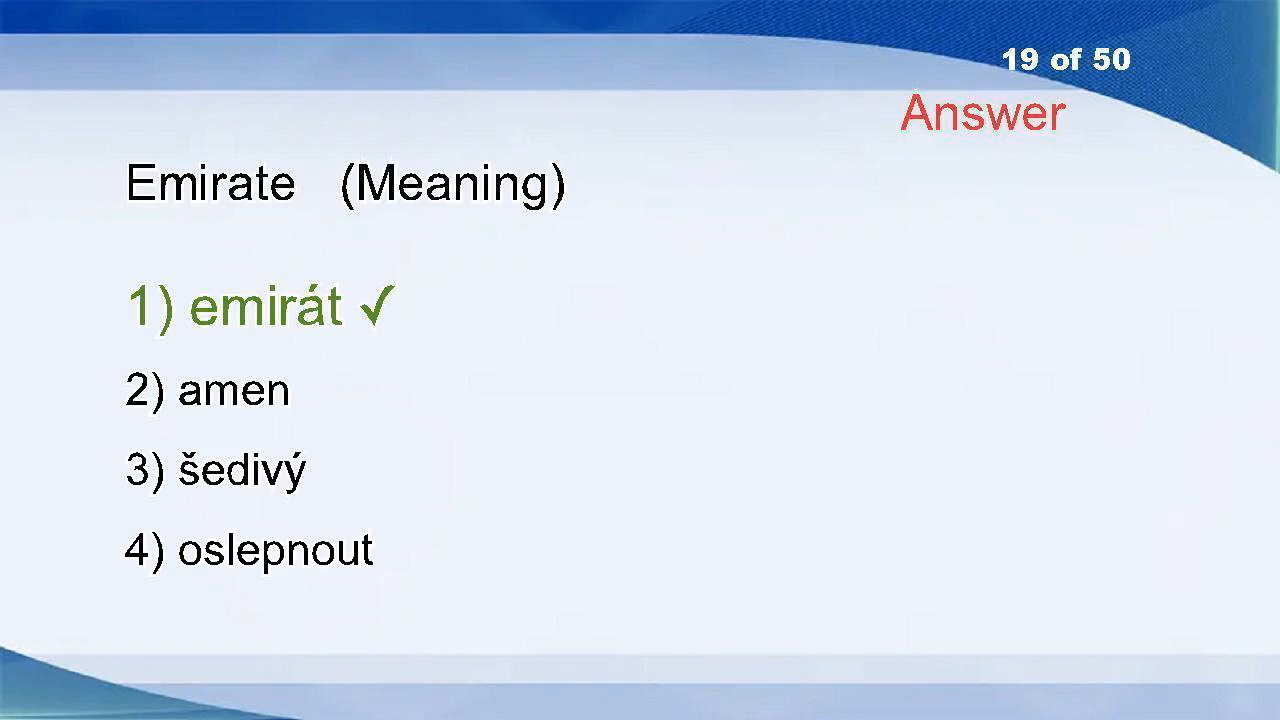 19 of 50
Answer
Emirate (Meaning)
1) emirát ✓
2) amen
3) šedivý
4) oslepnout